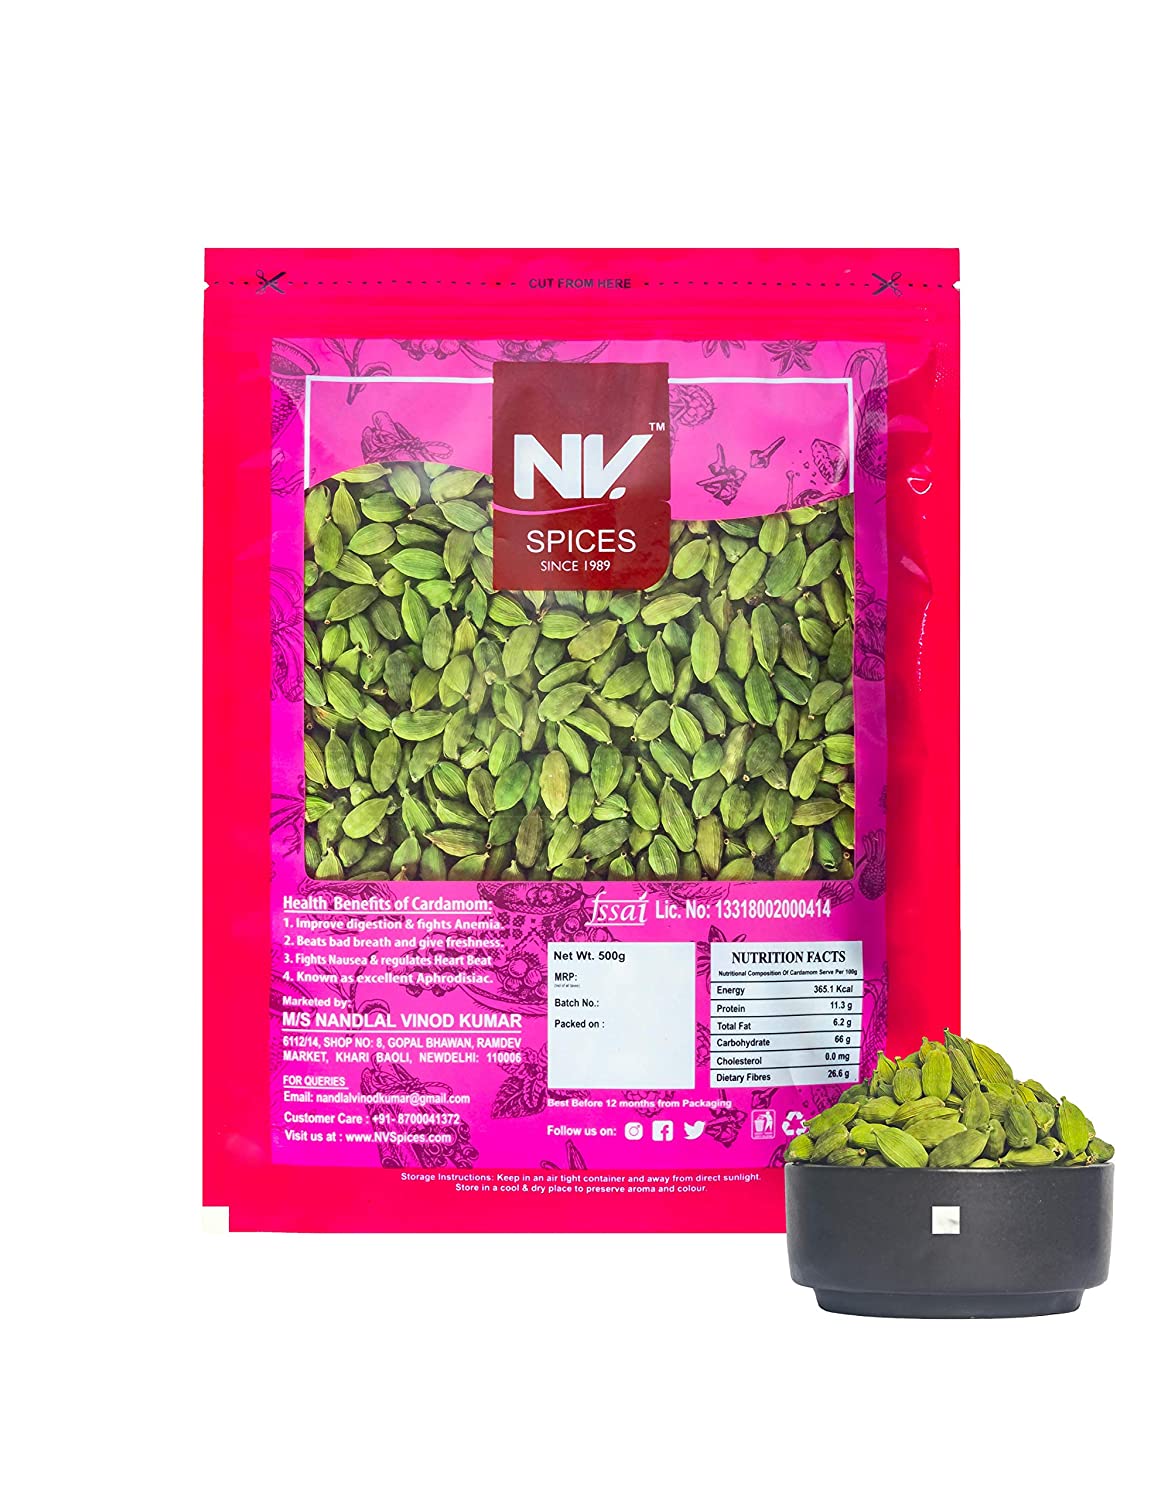 CUT FROM HERE
NV.™
SPICES
SINCE 1989
Health Benefits of Cardamom:
1. Improve digestion & fights Anemia.
2. Beats bad breath and give freshness.
3. Fights Nausea & regulates Heart Beat
4. Known as excellent Aphrodisiac.
Marketed by:
M/S NANDLAL VINOD KUMAR
6112/14, SHOP NO: 8, GOPAL BHAWAN, RAMDEV
MARKET, KHARI BAOLI, NEWDELHI: 110006
FOR QUERIES
Email: nandlalvinodkumar@gmail.com
Customer Care : +91- 8700041372
Visit us at : www.NVSpices.com
fssai Lic. No: 13318002000414
Net Wt. 500g
MRP:
Batch No.:
Packed on :
NUTRITION FACTS
Nutritional Composition Of Cardamom Serve Per 100g
Energy 365.1 Kcal
Protein 11.3 g
Total Fat 6.2 g
Carbohydrate 66 g
Cholesterol 0.0 mg
Dietary Fibres 26.6 g
Best Before 12 months from Packaging
Follow us on:
Storage Instructions: Keep in an air tight container and away from direct sunlight.
Store in a cool & dry place to preserve aroma and colour.